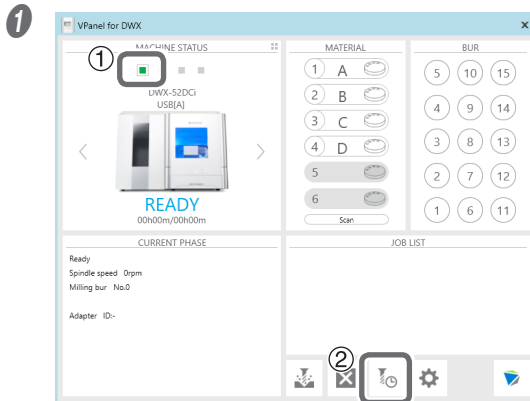 1
VPanel for DWX
x
MACHINE STATUS
①
DWX-52DCi
USB[A]
READY
00h00m/00h00m
MATERIAL
1 A
2 B
3 C
4 D
5
6
Scan
BUR
5 10 15
4 9 14
3 8 13
2 7 12
1 6 11
CURRENT PHASE
Ready
Spindle speed 0rpm
Milling bur No.0
Adapter ID:-
JOB LIST
②